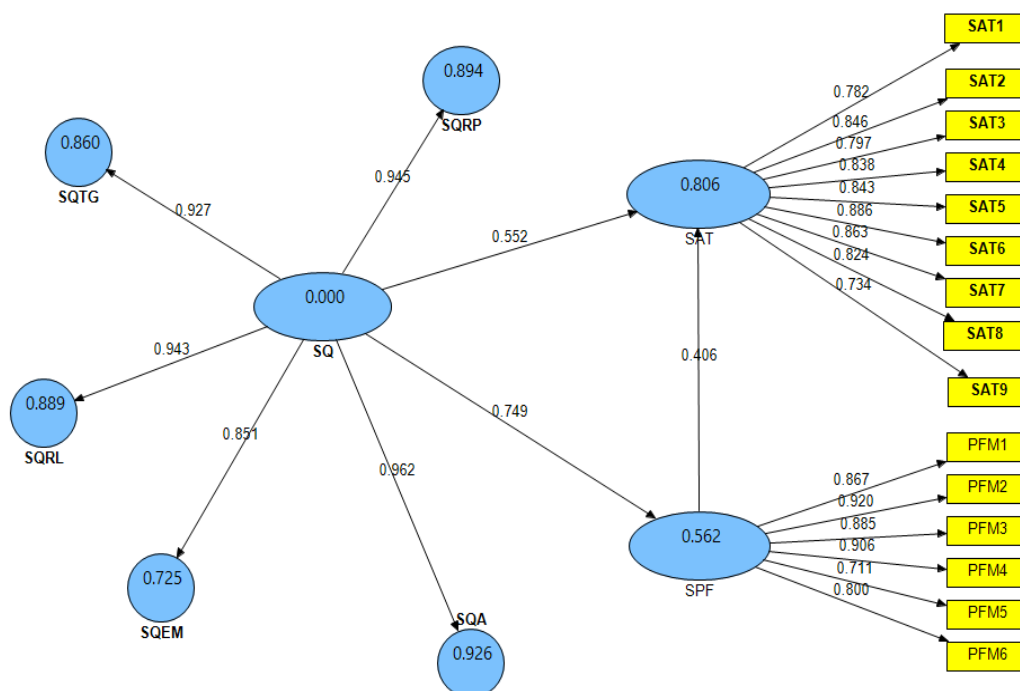 SAT1
0.894
0.782
SAT2
SQRP
0.846
SAT3
0.860
0.797
0.838
SAT4
0.945
0.806
0.843
SQTG
0.886
SAT5
0.927
0.863
SAT
0.824
SAT6
0.552
0.734
SAT7
0.000
SAT8
SQ
0.943
0.406
SAT9
0.889
0.749
0.851
PFM1
SQRL
0.962
0.867
PFM2
0.920
0.885
PFM3
0.562
0.906
0.711
PFM4
0.725
SPF
0.800
PFM5
SQEM
SQA
0.926
PFM6